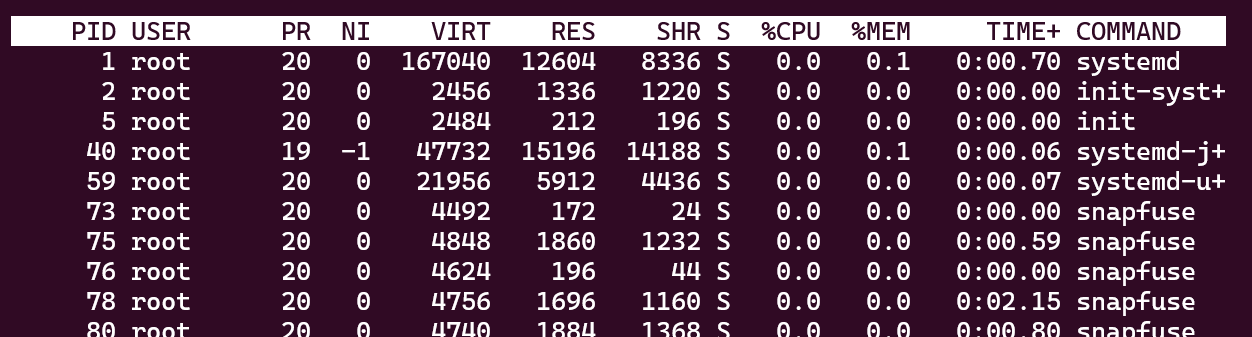 PID USER PR NI VIRT RES SHR S %CPU %MEM TIME+ COMMAND
1 root 20 0 167040 12604 8336 S 0.0 0.1 0:00.70 systemd
2 root 20 0 2456 1336 1220 S 0.0 0.0 0:00.00 init-syst+
5 root 20 0 2484 212 196 S 0.0 0.0 0:00.00 init
40 root 19 -1 47732 15196 14188 S 0.0 0.1 0:00.06 systemd-j+
59 root 20 0 21956 5912 4436 S 0.0 0.0 0:00.07 systemd-u+
73 root 20 0 4492 172 24 S 0.0 0.0 0:00.00 snapfuse
75 root 20 0 4848 1860 1232 S 0.0 0.0 0:00.59 snapfuse
76 root 20 0 4624 196 44 S 0.0 0.0 0:00.00 snapfuse
78 root 20 0 4756 1696 1160 S 0.0 0.0 0:02.15 snapfuse
80 root 20 0 4740 1884 1368 S 0.0 0.0 0:00.80 snapfuse